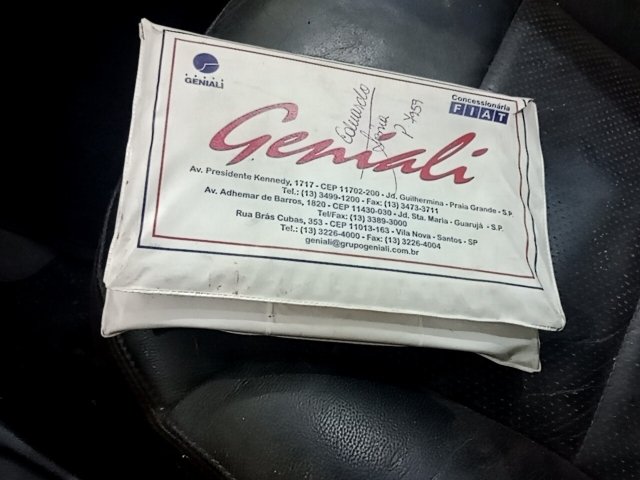 GENIALI
Concessionária
FIAT
Eduardo
P 7959
Geniali
Av. Presidente Kennedy, 1717 - CEP 11702-200 - Jd. Guilhermina - Praia Grande - S.P.
Tel.: (13) 3499-1200 - Fax: (13) 3473-3711
Av. Adhemar de Barros, 1820 - CEP 11430-030 - Jd. Sta. Maria - Guarujá - S.P.
Tel/Fax: (13) 3389-3000
Rua Brás Cubas, 353 - CEP 11013-163 - Vila Nova - Santos - SP
Tel.: (13) 3226-4000 - Fax: (13) 3226-4004
geniali@grupogeniali.com.br